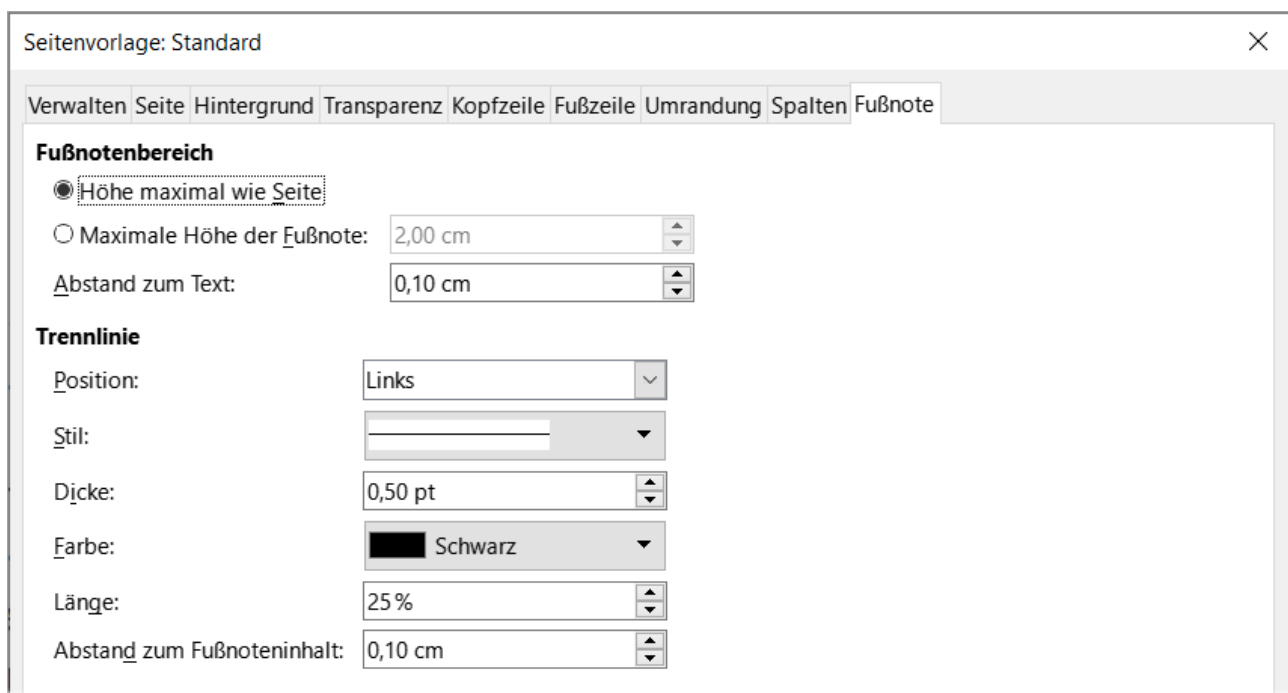 Seitenvorlage: Standard
Verwalten Seite Hintergrund Transparenz Kopfzeile Fußzeile Umrandung Spalten Fußnote
Fußnotenbereich
Höhe maximal wie Seite
Maximale Höhe der Fußnote: 2,00 cm
Abstand zum Text: 0,10 cm
Trennlinie
Position: Links
Stil:
Dicke: 0,50 pt
Farbe: Schwarz
Länge: 25%
Abstand zum Fußnoteninhalt: 0,10 cm